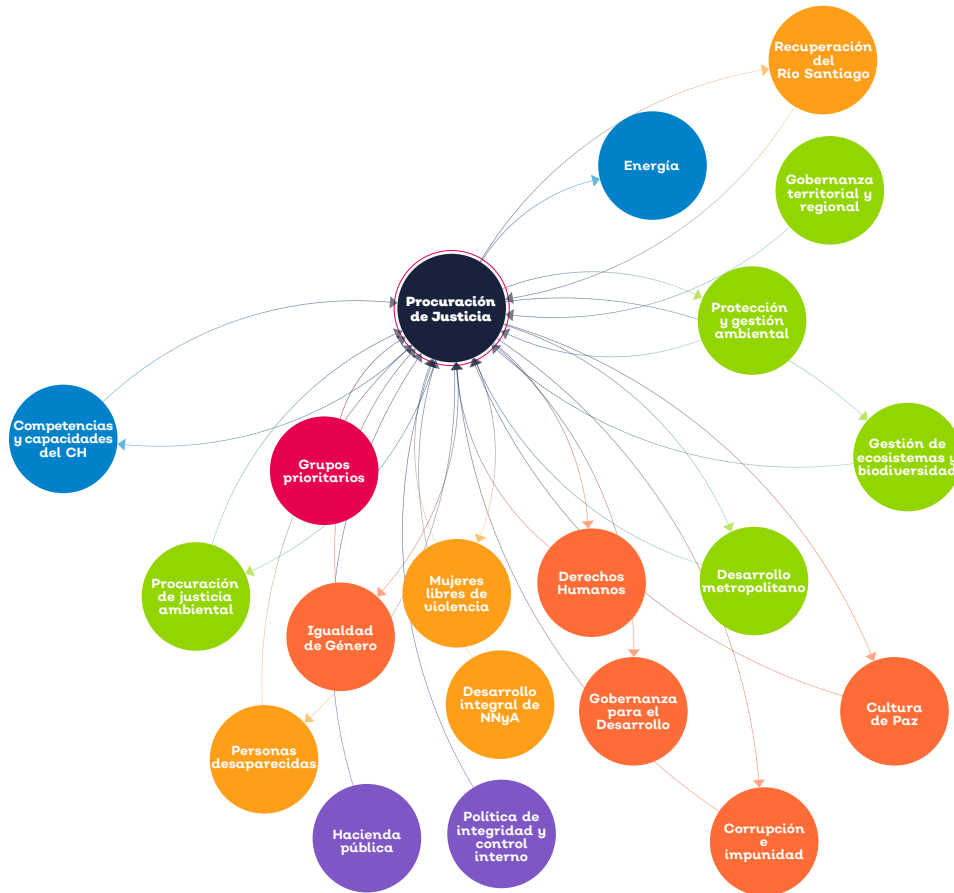 Recuperación
del
Río Santiago
Energía
Gobernanza
territorial y
regional
Procuración
de Justicia
Protección
y gestión
ambiental
Competencias
y capacidades
del CH
Grupos
prioritarios
Gestión de
ecosistemas y
biodiversidad
Procuración
de justicia
ambiental
Igualdad
de Género
Mujeres
libres de
violencia
Derechos
Humanos
Desarrollo
metropolitano
Personas
desaparecidas
Desarrollo
integral de
NNyA
Gobernanza
para el
Desarrollo
Cultura
de Paz
Hacienda
pública
Política de
integridad y
control
interno
Corrupción
e
impunidad